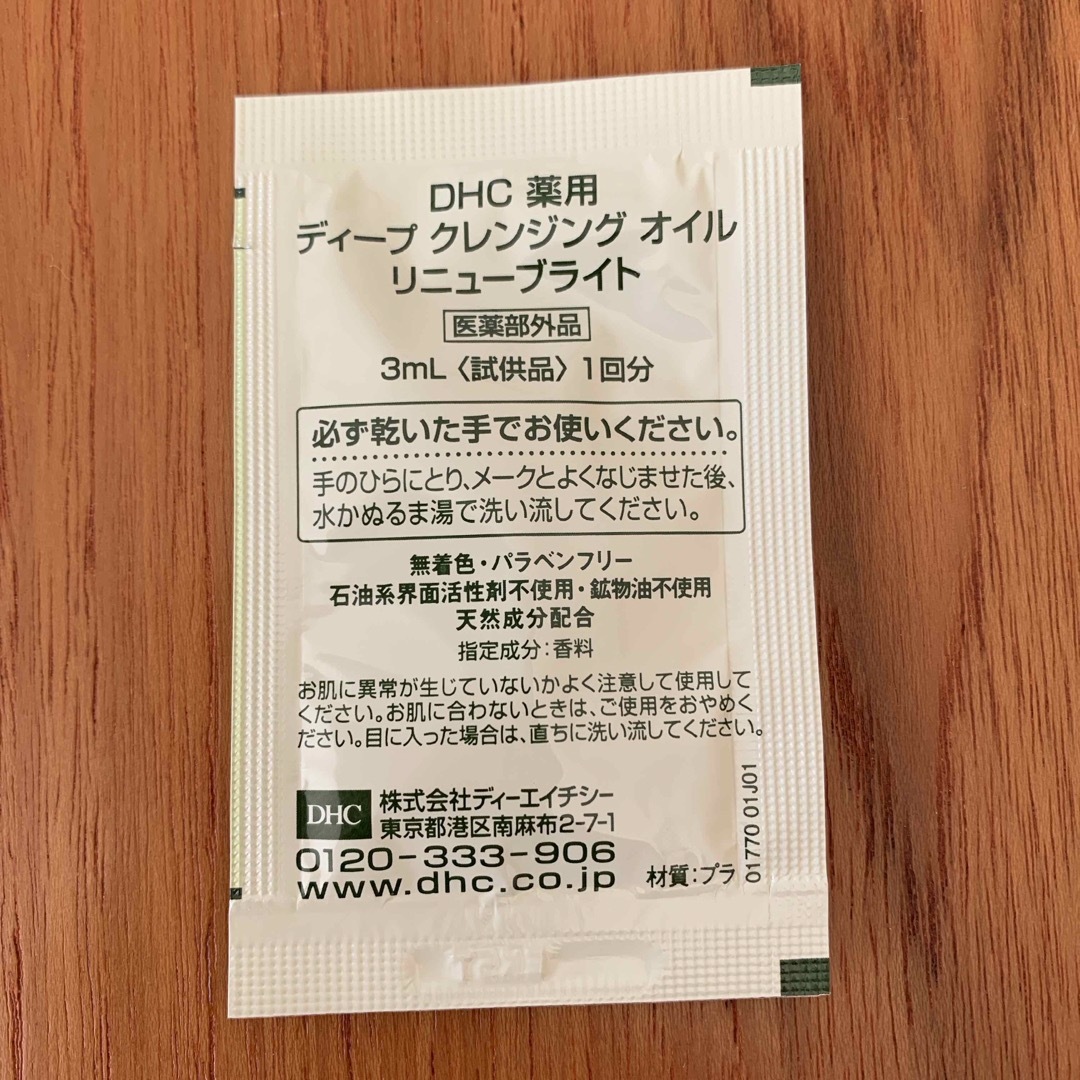 DHC 薬用
ディープ クレンジング オイル
リニューブライト
医薬部外品
3mL〈試供品〉1回分
必ず乾いた手でお使いください。
手のひらにとり、メークとよくなじませた後、
水かぬるま湯で洗い流してください。
無着色・パラベンフリー
石油系界面活性剤不使用・鉱物油不使用
天然成分配合
指定成分：香料
お肌に異常が生じていないかよく注意して使用して
ください。お肌に合わないときは、ご使用をおやめく
ださい。目に入った場合は、直ちに洗い流してください。
DHC 株式会社ディーエイチシー
東京都港区南麻布2-7-1
0120-333-906
www.dhc.co.jp
材質：プラ
01770 01J01